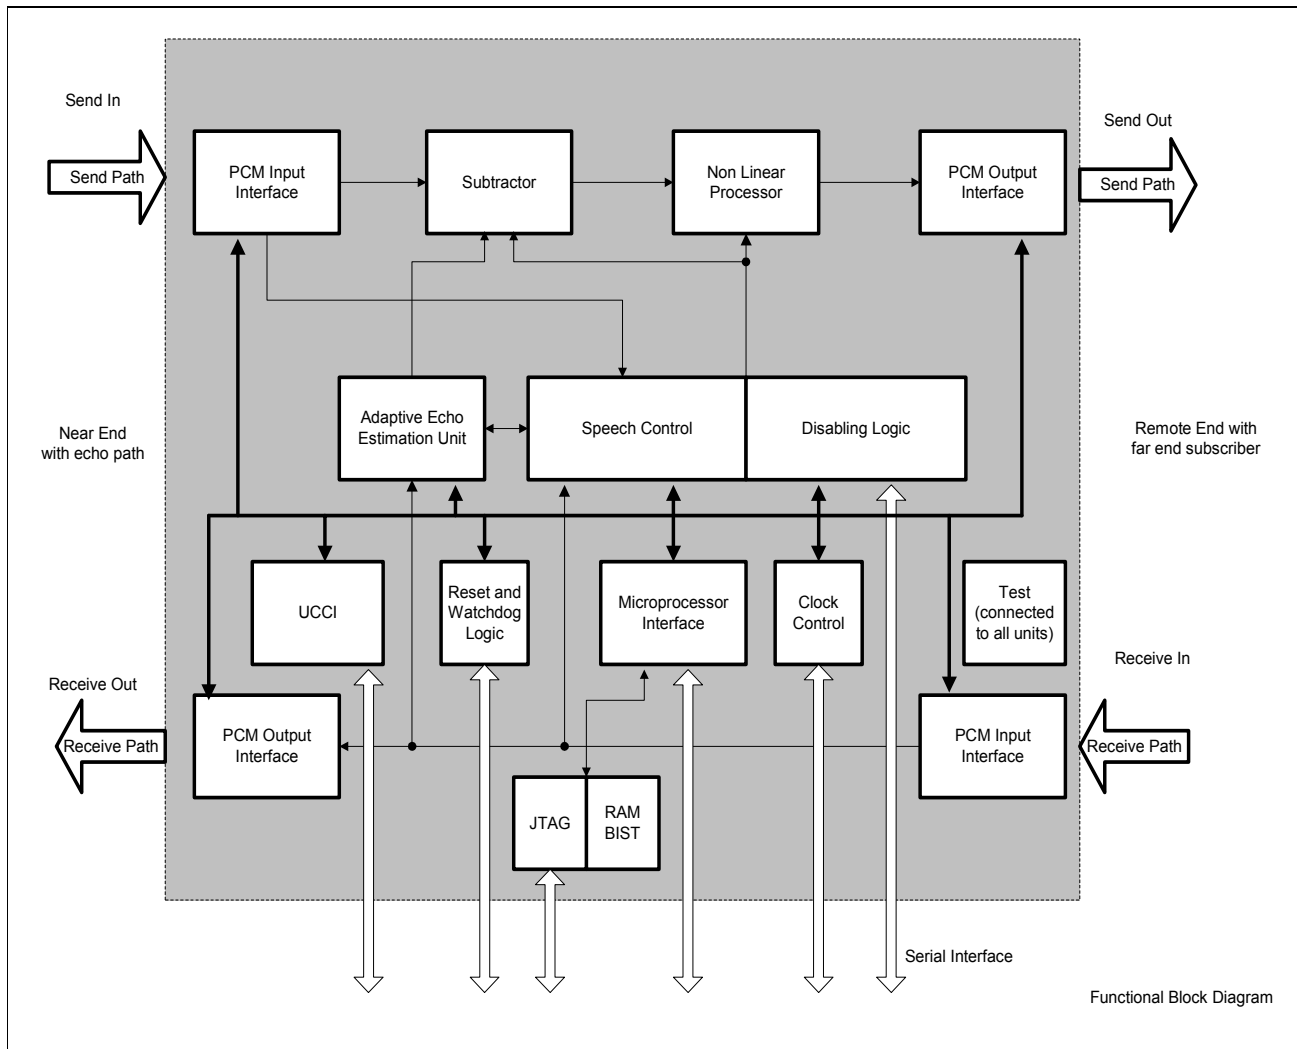 Send In
Send Out
Send Path
PCM Input
Interface
Subtractor
Non Linear
Processor
PCM Output
Interface
Send Path
Near End
with echo path
Adaptive Echo
Estimation Unit
Speech Control
Disabling Logic
Remote End with
far end subscriber
UCCI
Reset and
Watchdog
Logic
Microprocessor
Interface
Clock
Control
Test
(connected
to all units)
Receive In
Receive Out
Receive Path
PCM Output
Interface
PCM Input
Interface
Receive Path
JTAG
RAM
BIST
Serial Interface
Functional Block Diagram